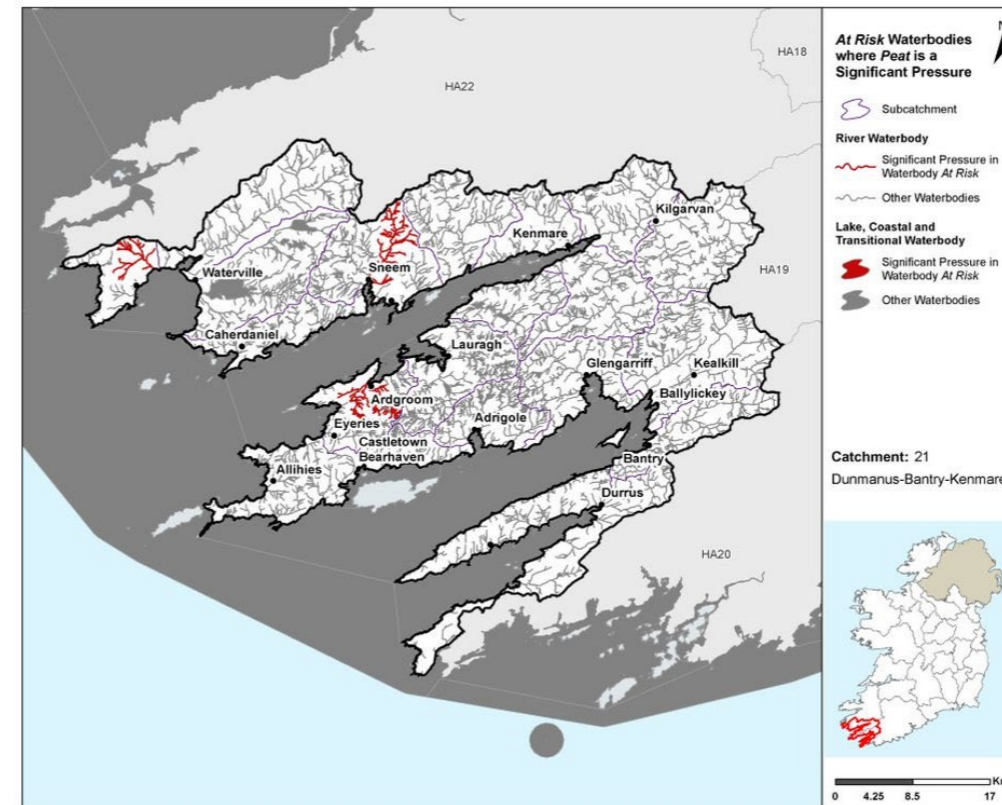 HA18
HA22
HA19
HA20
Kilgarvan
Kenmare
Sneem
Waterville
Caherdaniel
Lauragh
Glengarriff
Kealkill
Ballylickey
Ardgroom
Adrigole
Eyeries
Castletown
Bearhaven
Allihies
Bantry
Durrus
N
At Risk Waterbodies
where Peat is a
Significant Pressure
Subcatchment
River Waterbody
Significant Pressure in
Waterbody At Risk
Other Waterbodies
Lake, Coastal and
Transitional Waterbody
Significant Pressure in
Waterbody At Risk
Other Waterbodies
Catchment: 21
Dunmanus-Bantry-Kenmare
0 4.25 8.5 17